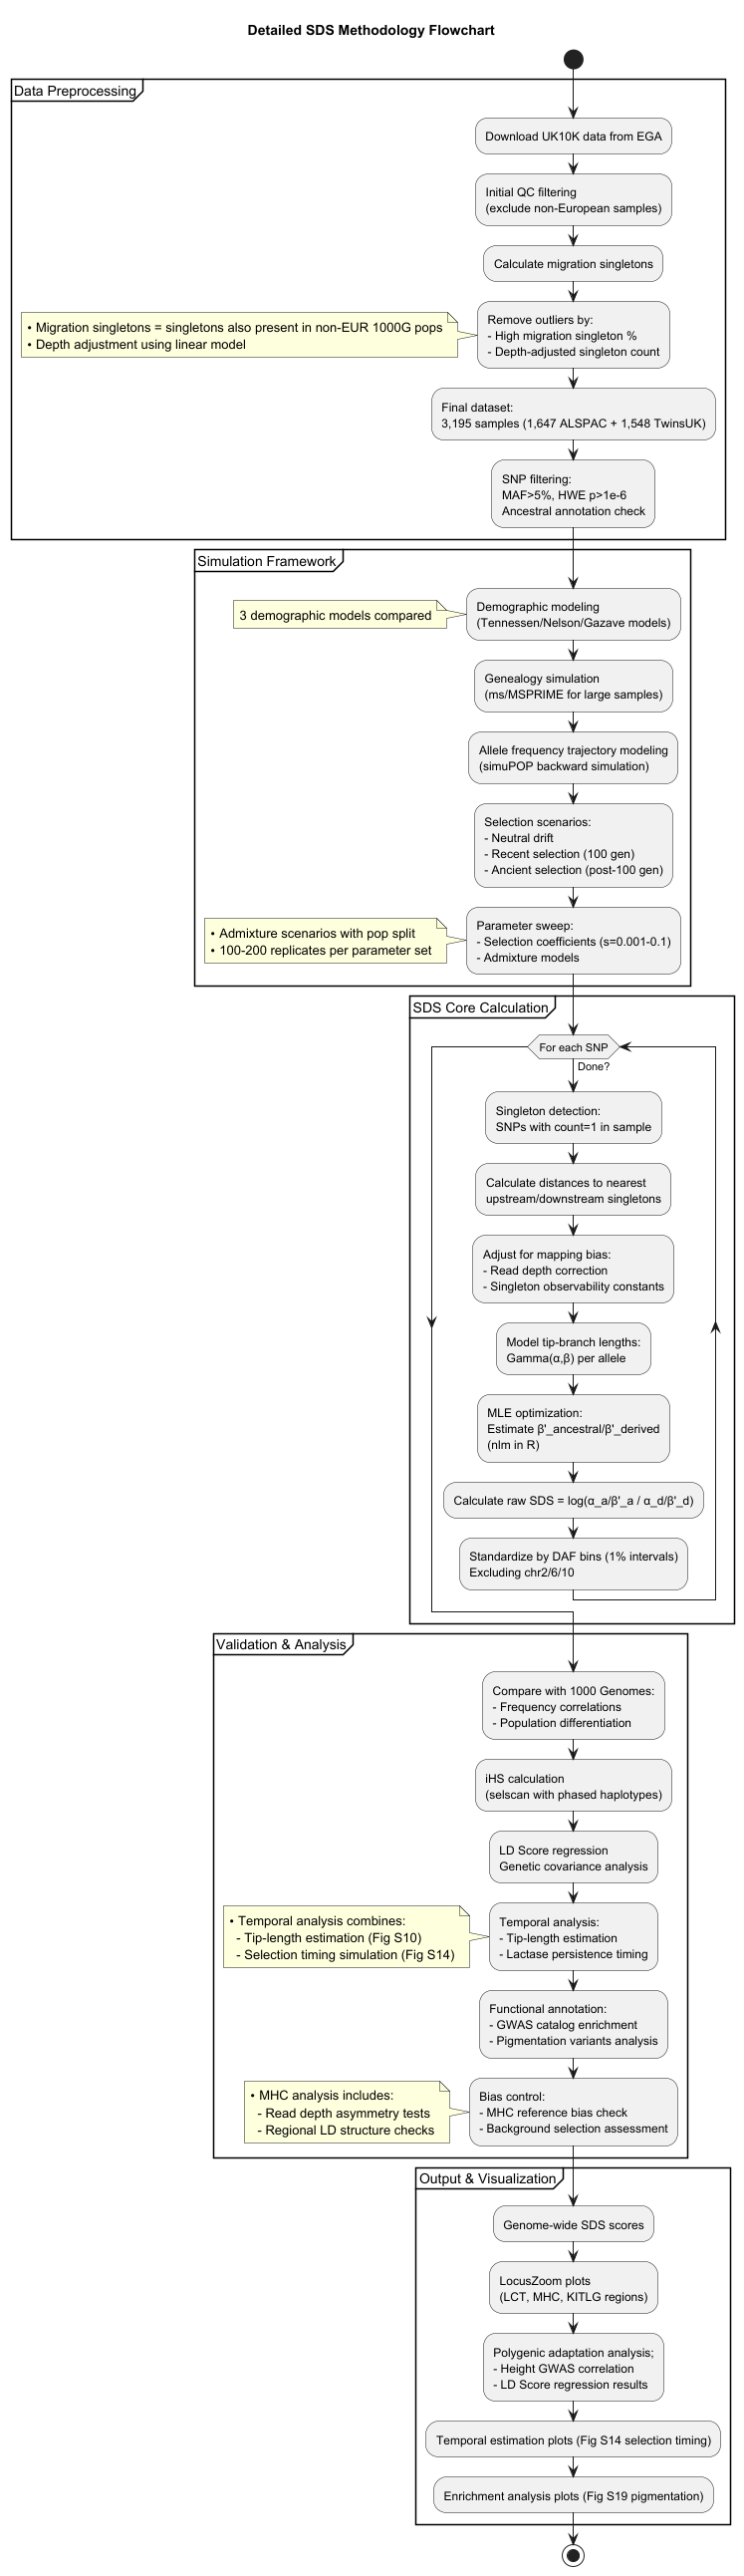 Detailed SDS Methodology Flowchart
Data Preprocessing
Download UK10K data from EGA
Initial QC filtering
(exclude non-European samples)
Calculate migration singletons
• Migration singletons = singletons also present in non-EUR 1000G pops
• Depth adjustment using linear model
Remove outliers by:
- High migration singleton %
- Depth-adjusted singleton count
Final dataset:
3,195 samples (1,647 ALSPAC + 1,548 TwinsUK)
SNP filtering:
MAF>5%, HWE p>1e-6
Ancestral annotation check
Simulation Framework
3 demographic models compared
Demographic modeling
(Tennessen/Nelson/Gazave models)
Genealogy simulation
(ms/MSPRIME for large samples)
Allele frequency trajectory modeling
(simuPOP backward simulation)
Selection scenarios:
- Neutral drift
- Recent selection (100 gen)
- Ancient selection (post-100 gen)
• Admixture scenarios with pop split
• 100-200 replicates per parameter set
Parameter sweep:
- Selection coefficients (s=0.001-0.1)
- Admixture models
SDS Core Calculation
For each SNP
Done?
Singleton detection:
SNPs with count=1 in sample
Calculate distances to nearest
upstream/downstream singletons
Adjust for mapping bias:
- Read depth correction
- Singleton observability constants
Model tip-branch lengths:
Gamma(α,β) per allele
MLE optimization:
Estimate β'_ancestral/β'_derived
(nlm in R)
Calculate raw SDS = log(α_a/β'_a / α_d/β'_d)
Standardize by DAF bins (1% intervals)
Excluding chr2/6/10
Validation & Analysis
Compare with 1000 Genomes:
- Frequency correlations
- Population differentiation
iHS calculation
(selscan with phased haplotypes)
LD Score regression
Genetic covariance analysis
• Temporal analysis combines:
- Tip-length estimation (Fig S10)
- Selection timing simulation (Fig S14)
Temporal analysis:
- Tip-length estimation
- Lactase persistence timing
Functional annotation:
- GWAS catalog enrichment
- Pigmentation variants analysis
• MHC analysis includes:
- Read depth asymmetry tests
- Regional LD structure checks
Bias control:
- MHC reference bias check
- Background selection assessment
Output & Visualization
Genome-wide SDS scores
LocusZoom plots
(LCT, MHC, KITLG regions)
Polygenic adaptation analysis;
- Height GWAS correlation
- LD Score regression results
Temporal estimation plots (Fig S14 selection timing)
Enrichment analysis plots (Fig S19 pigmentation)